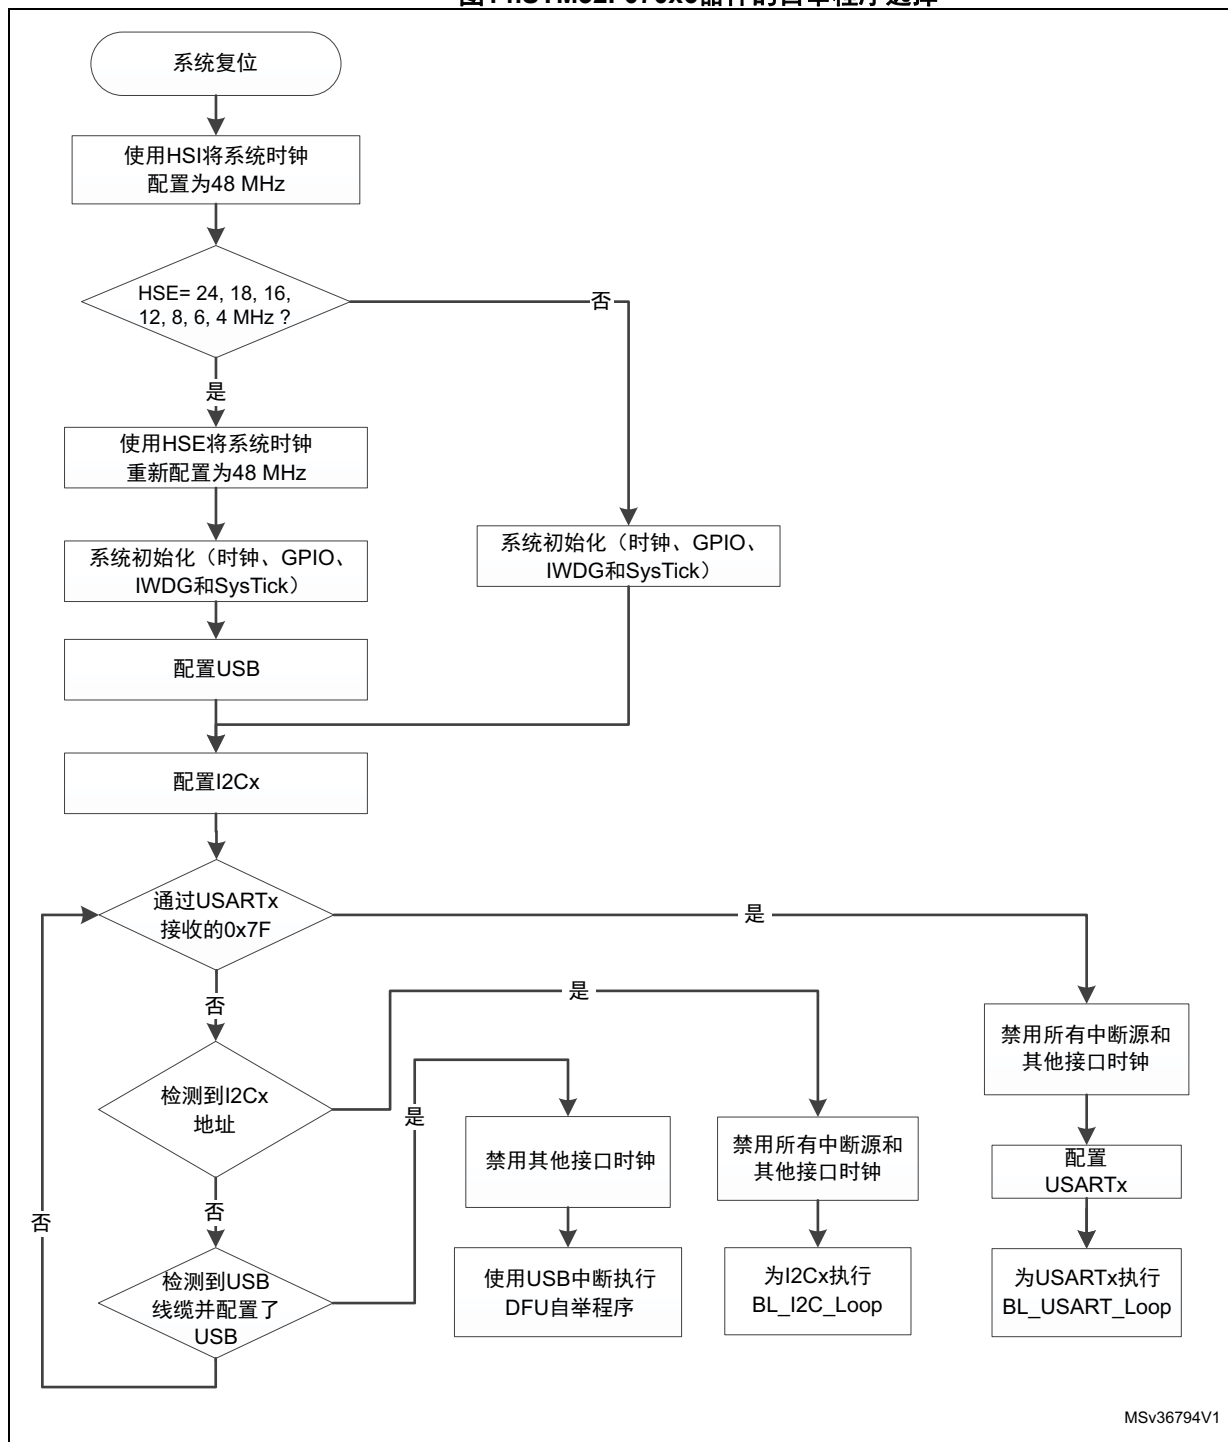 系统复位
使用HSI将系统时钟
配置为48 MHz
HSE= 24, 18, 16,
12, 8, 6, 4 MHz ?
否
是
使用HSE将系统时钟
重新配置为48 MHz
系统初始化（时钟、GPIO、
IWDG和SysTick）
系统初始化（时钟、GPIO、
IWDG和SysTick）
配置USB
配置I2Cx
通过USARTx
接收的0x7F
是
否
是
禁用所有中断源和
其他接口时钟
检测到I2Cx
地址
是
禁用其他接口时钟
禁用所有中断源和
其他接口时钟
配置
USARTx
否
否
检测到USB
线缆并配置了
USB
使用USB中断执行
DFU自举程序
为I2Cx执行
BL_I2C_Loop
为USARTx执行
BL_USART_Loop
MSv36794V1